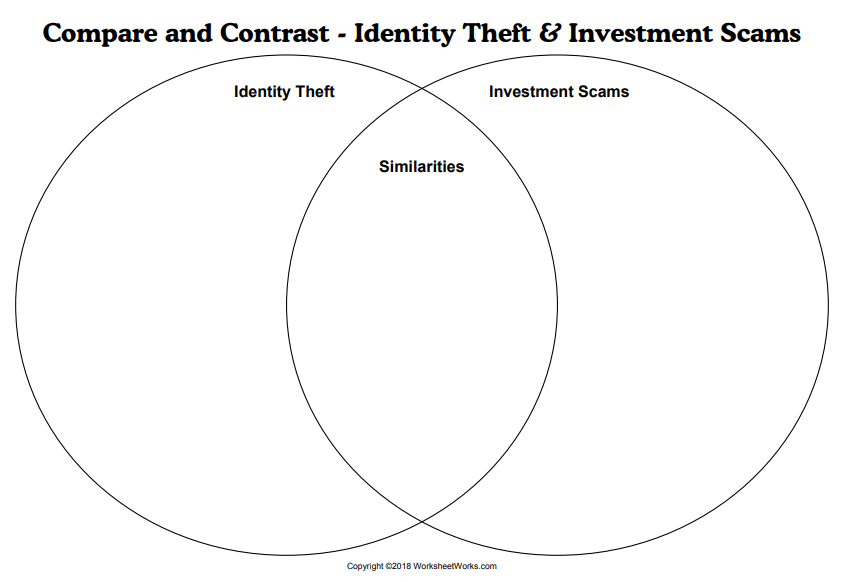 Compare and Contrast - Identity Theft & Investment Scams
Identity Theft
Investment Scams
Similarities
Copyright ©2018 WorksheetWorks.com